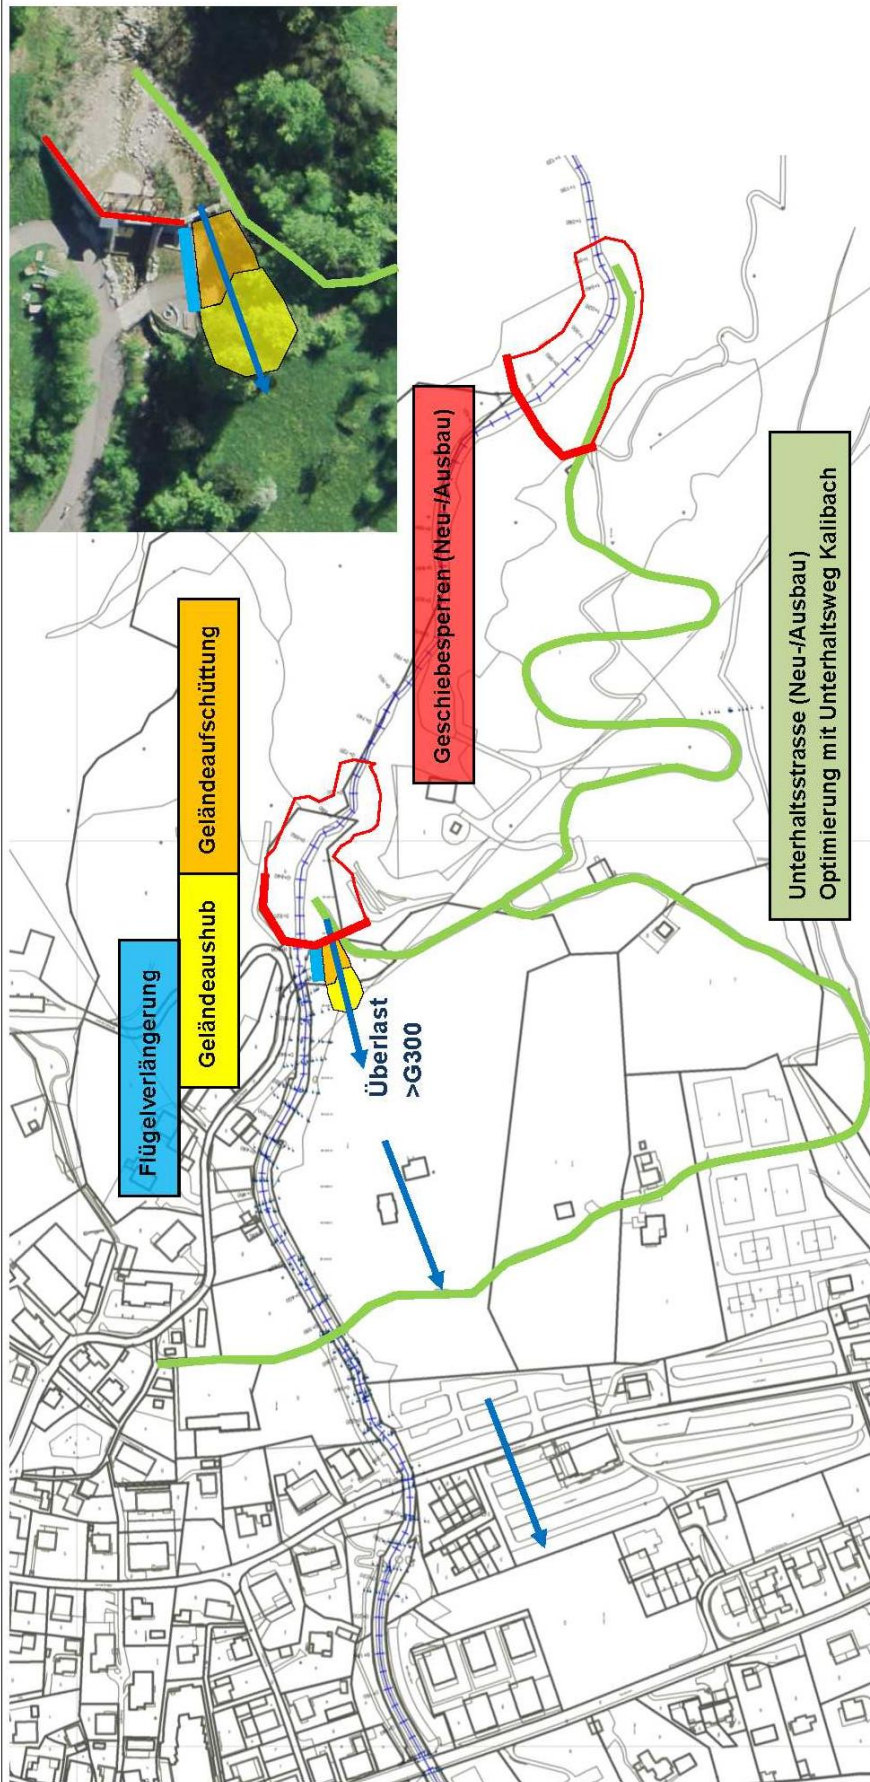 Flügelverlängerung
Geländeaushub
Geländeaufschüttung
Überlast
>G300
Geschiebesperren (Neu-/Ausbau)
Unterhaltsstrasse (Neu-/Ausbau)
Optimierung mit Unterhaltsweg Kalibach